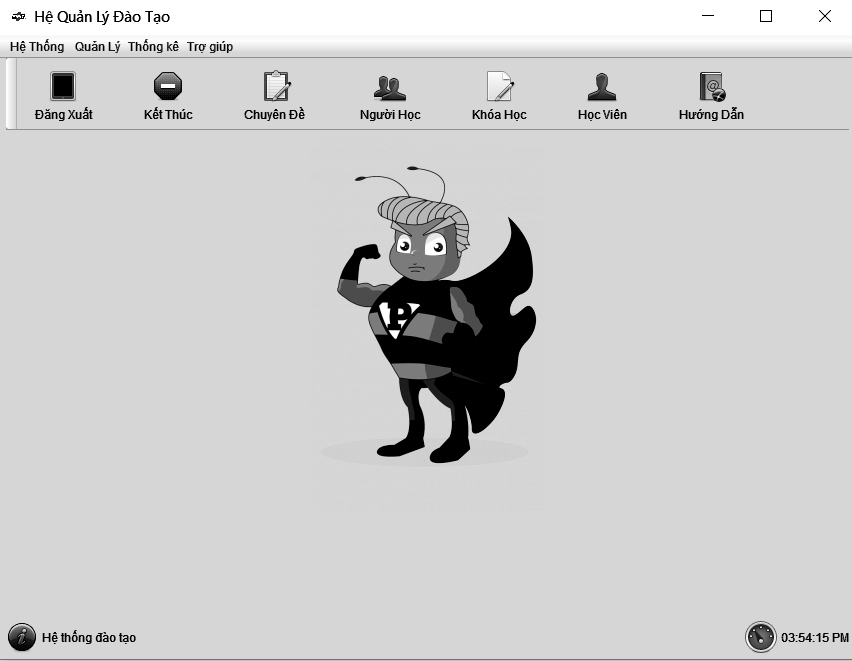 Hệ Quản Lý Đào Tạo
Hệ Thống Quản Lý Thống kê Trợ giúp
Đăng Xuất Kết Thúc Chuyên Đề Người Học Khóa Học Học Viên Hướng Dẫn
P
Hệ thống đào tạo 03:54:15 PM